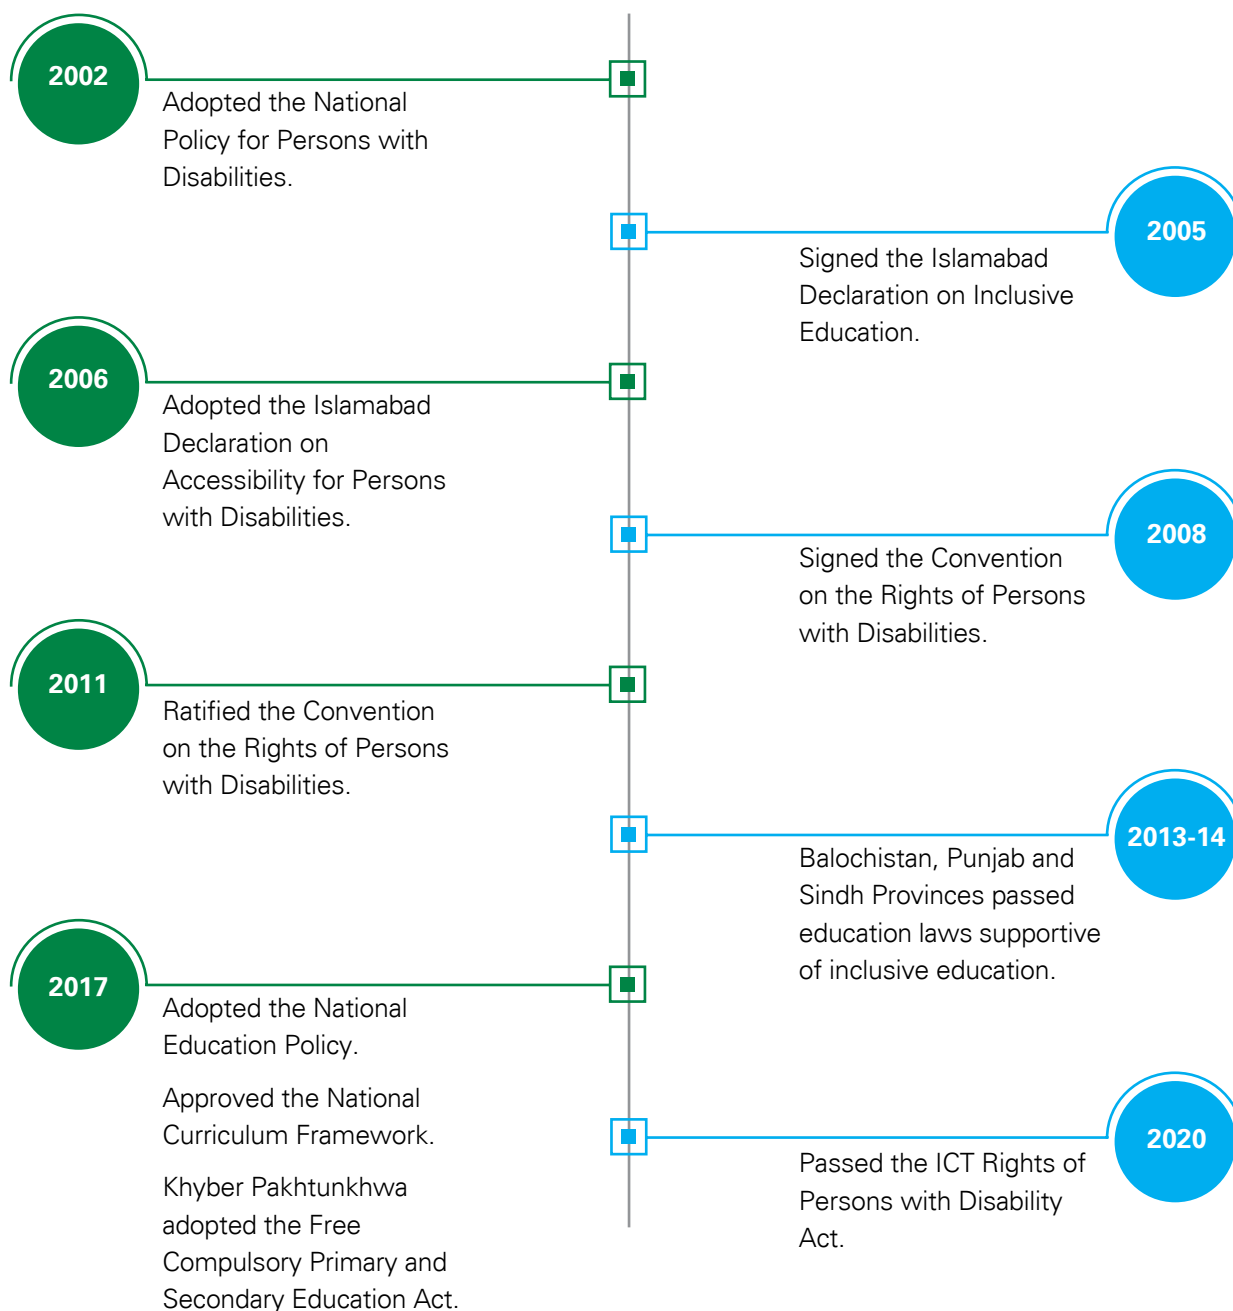 2002
Adopted the National
Policy for Persons with
Disabilities.
2005
Signed the Islamabad
Declaration on Inclusive
Education.
2006
Adopted the Islamabad
Declaration on
Accessibility for Persons
with Disabilities.
2008
Signed the Convention
on the Rights of Persons
with Disabilities.
2011
Ratified the Convention
on the Rights of Persons
with Disabilities.
2013-14
Balochistan, Punjab and
Sindh Provinces passed
education laws supportive
of inclusive education.
2017
Adopted the National
Education Policy.
Approved the National
Curriculum Framework.
Khyber Pakhtunkhwa
adopted the Free
Compulsory Primary and
Secondary Education Act.
2020
Passed the ICT Rights of
Persons with Disability
Act.